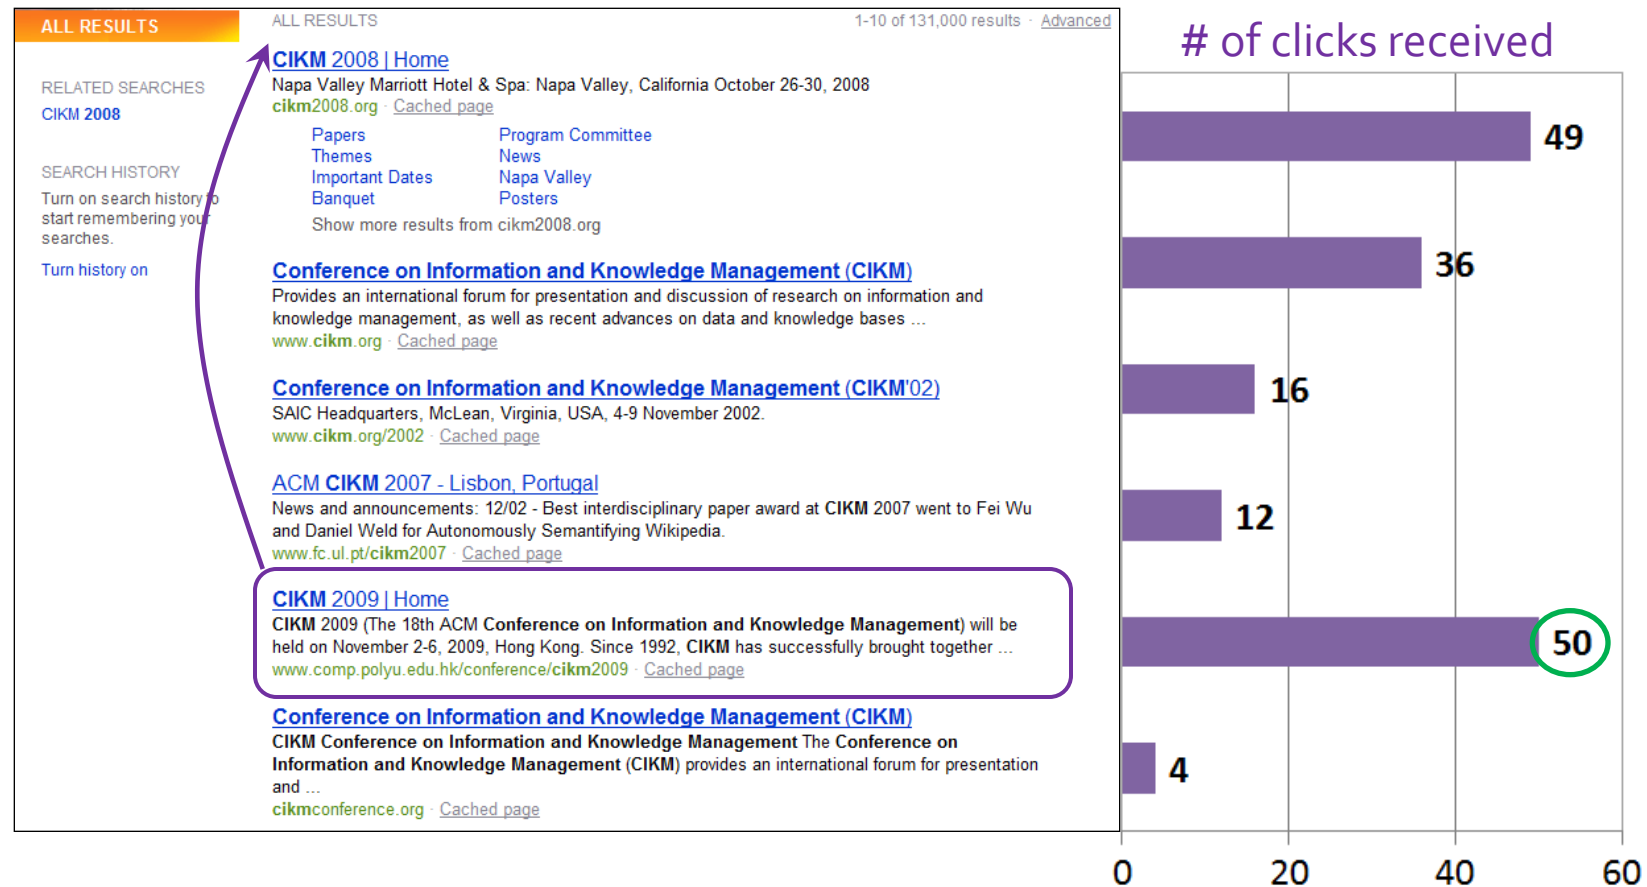 ALL RESULTS
RELATED SEARCHES
CIKM 2008
SEARCH HISTORY
Turn on search history to
start remembering your
searches.
Turn history on
ALL RESULTS
1-10 of 131,000 results · Advanced
CIKM 2008 | Home
Napa Valley Marriott Hotel & Spa: Napa Valley, California October 26-30, 2008
cikm2008.org · Cached page
Papers
Program Committee
Themes
News
Important Dates
Napa Valley
Banquet
Posters
Show more results from cikm2008.org
Conference on Information and Knowledge Management (CIKM)
Provides an international forum for presentation and discussion of research on information and
knowledge management, as well as recent advances on data and knowledge bases ...
www.cikm.org · Cached page
Conference on Information and Knowledge Management (CIKM'02)
SAIC Headquarters, McLean, Virginia, USA, 4-9 November 2002.
www.cikm.org/2002 · Cached page
ACM CIKM 2007 - Lisbon, Portugal
News and announcements: 12/02 - Best interdisciplinary paper award at CIKM 2007 went to Fei Wu
and Daniel Weld for Autonomously Semantifying Wikipedia.
www.fc.ul.pt/cikm2007 · Cached page
CIKM 2009 | Home
CIKM 2009 (The 18th ACM Conference on Information and Knowledge Management) will be
held on November 2-6, 2009, Hong Kong. Since 1992, CIKM has successfully brought together ...
www.comp.polyu.edu.hk/conference/cikm2009 · Cached page
Conference on Information and Knowledge Management (CIKM)
CIKM Conference on Information and Knowledge Management The Conference on
Information and Knowledge Management (CIKM) provides an international forum for presentation
and ...
cikmconference.org · Cached page
# of clicks received
49
36
16
12
50
4
0 20 40 60